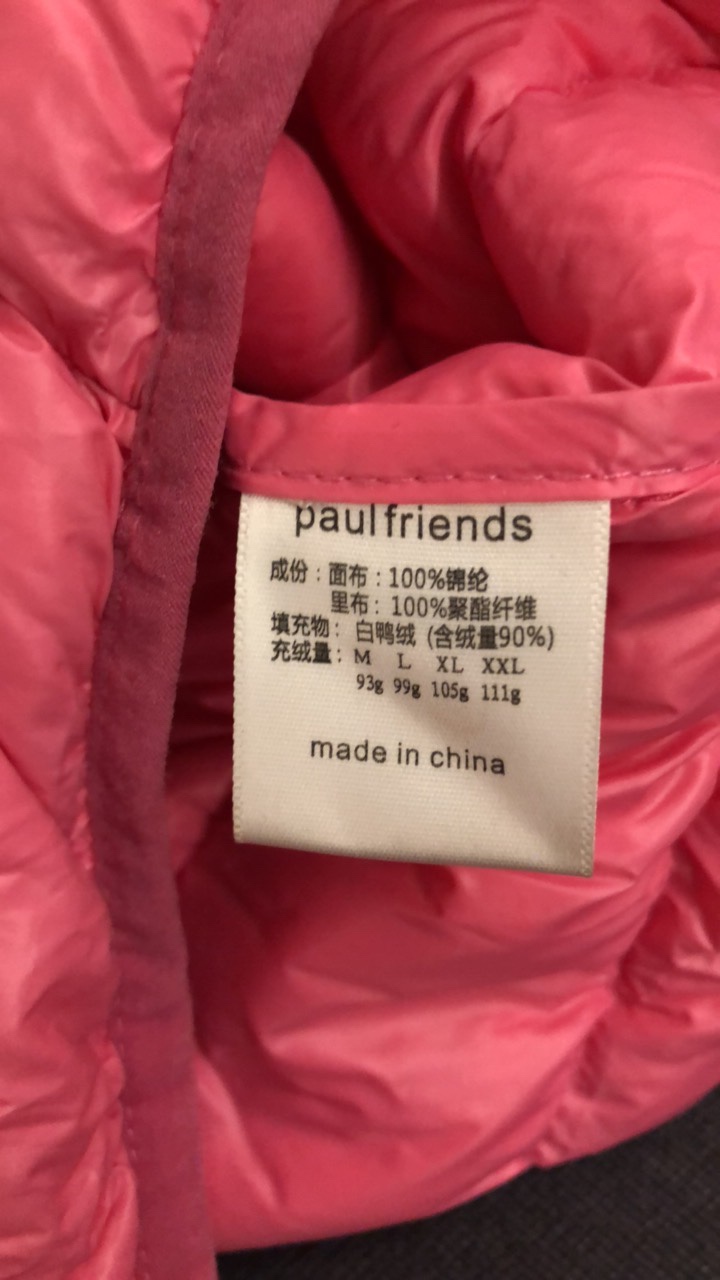 paulfriends
成份：面布：100%锦纶
里布：100%聚酯纤维
填充物：白鸭绒 (含绒量90%)
充绒量：M L XL XXL
93g 99g 105g 111g
made in china